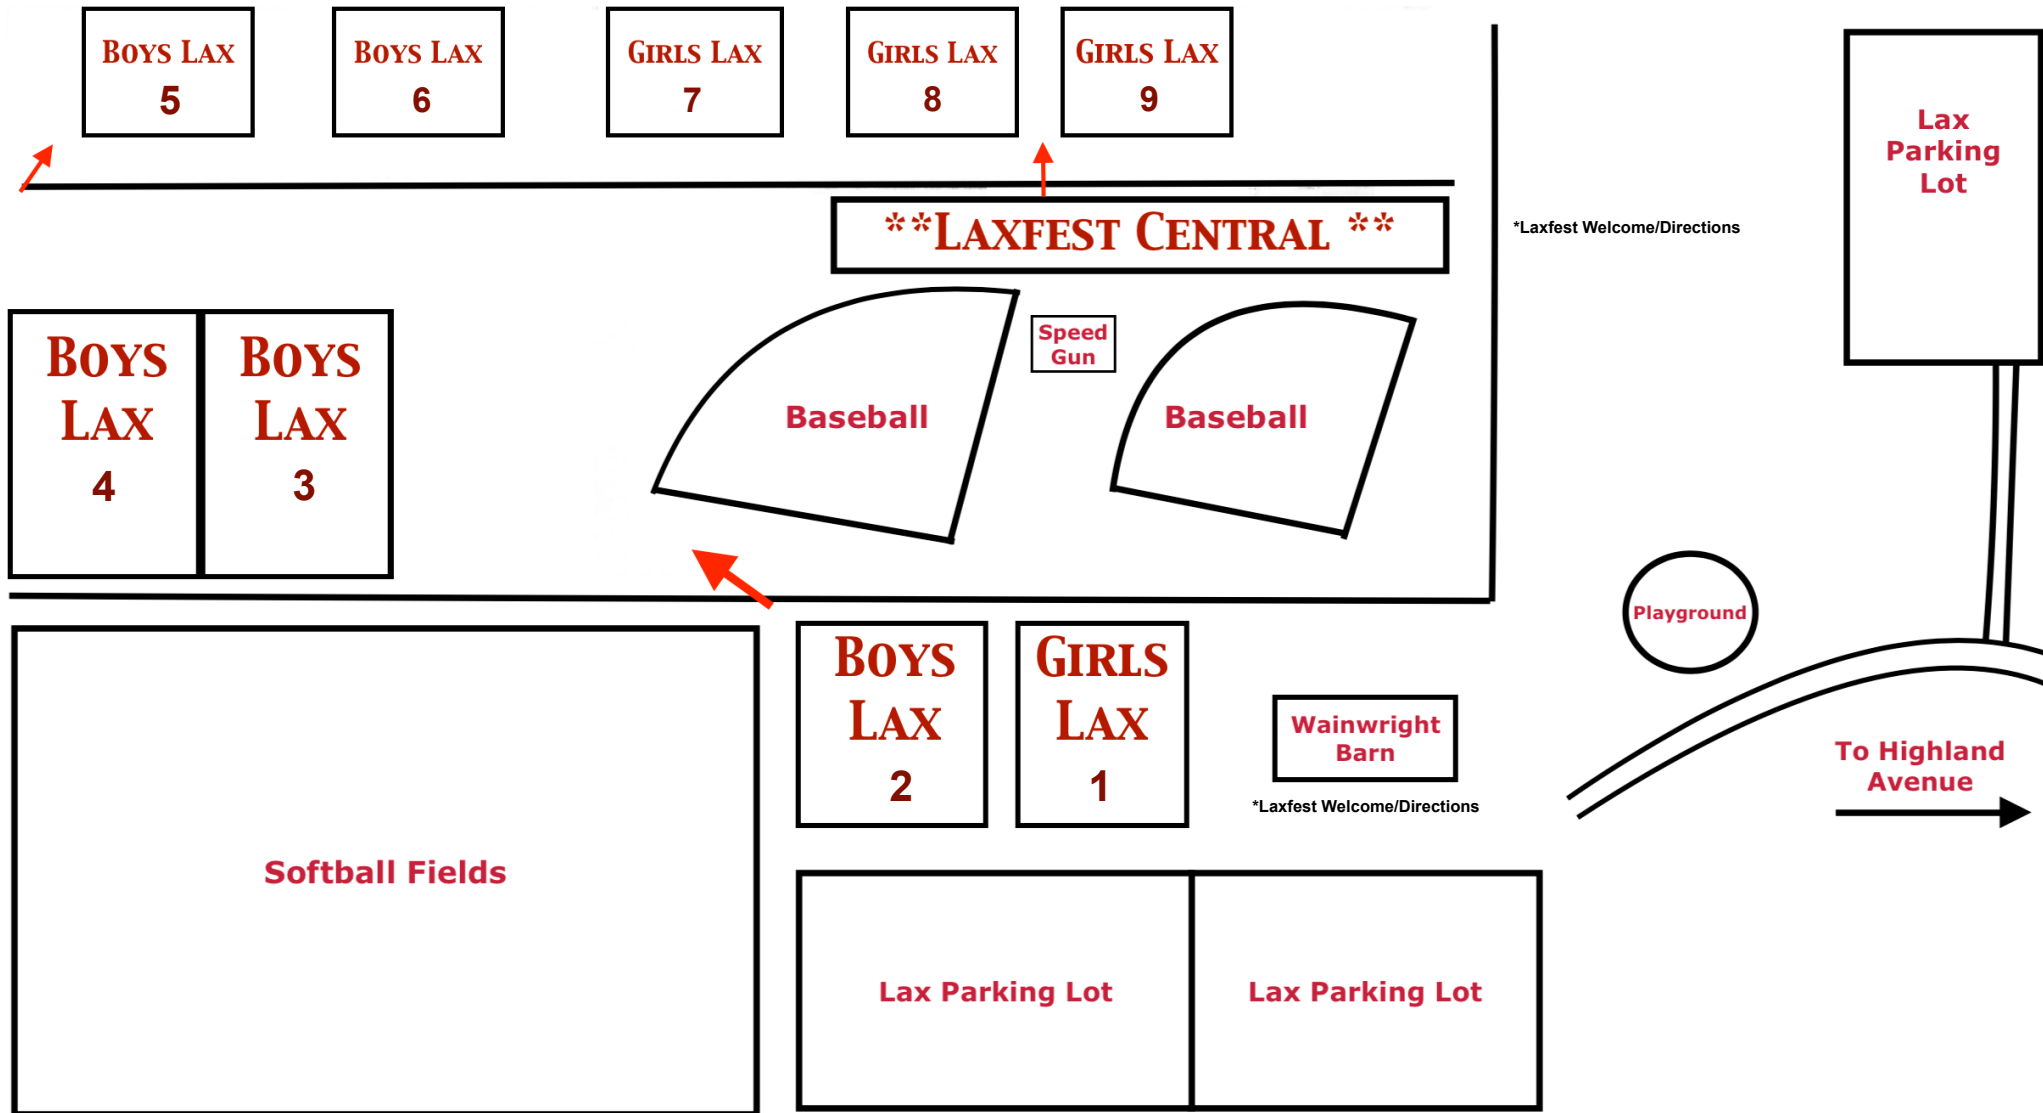 BOYS LAX
5
BOYS LAX
6
GIRLS LAX
7
GIRLS LAX
8
GIRLS LAX
9
Lax
Parking
Lot
**LAXFEST CENTRAL **
*Laxfest Welcome/Directions
BOYS
LAX
4
BOYS
LAX
3
Baseball
Speed
Gun
Baseball
Playground
BOYS
LAX
2
GIRLS
LAX
1
Wainwright
Barn
*Laxfest Welcome/Directions
To Highland
Avenue
Softball Fields
Lax Parking Lot
Lax Parking Lot